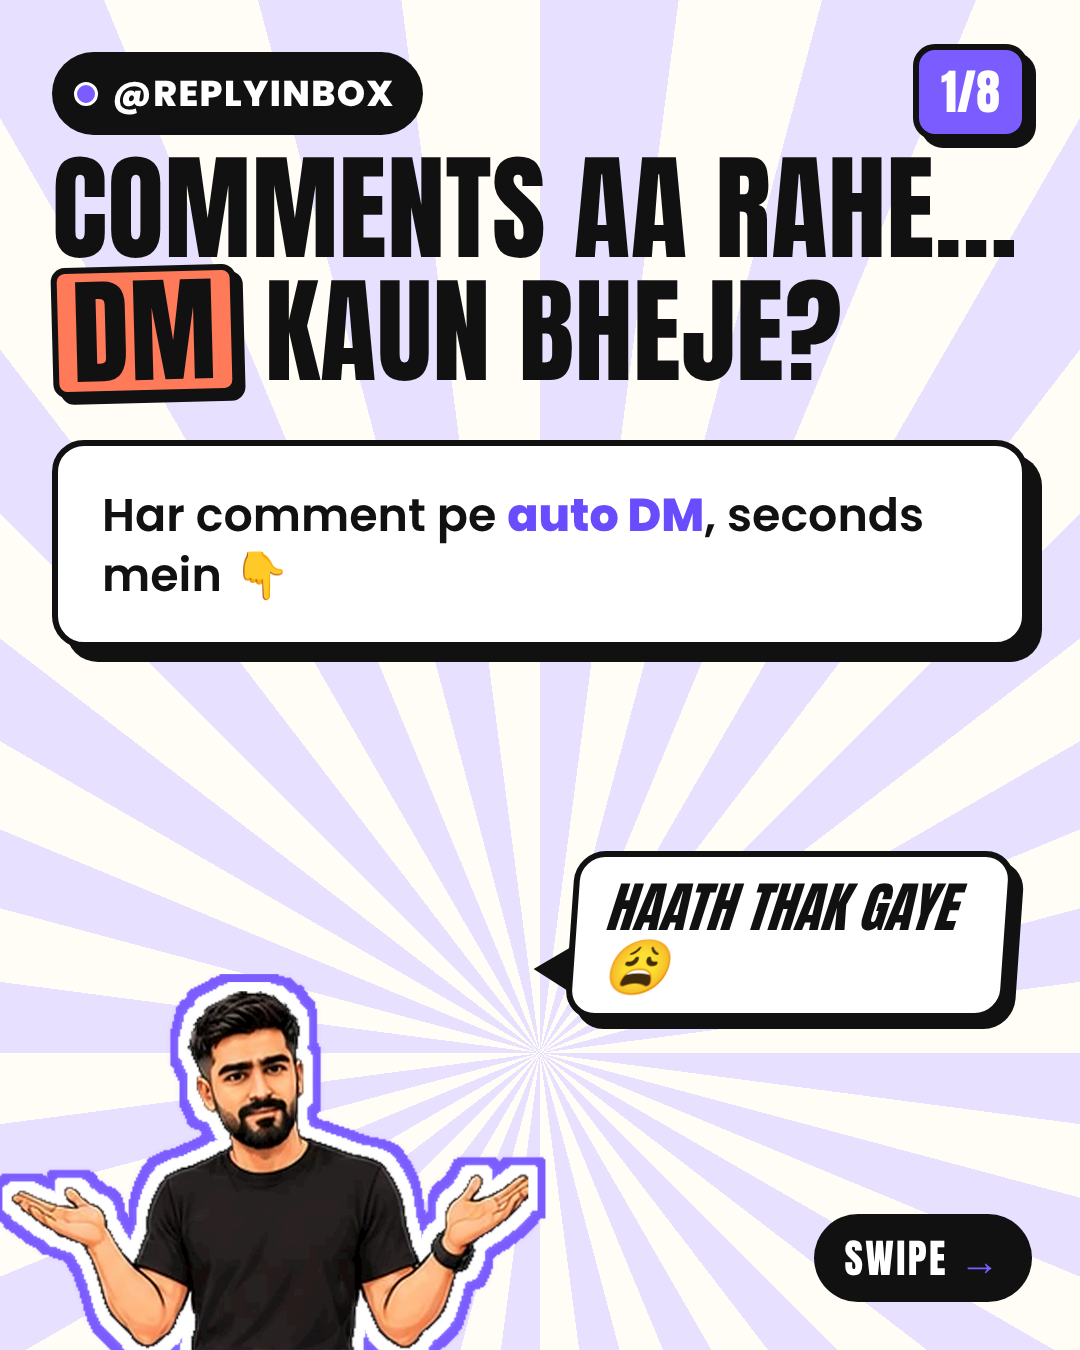 @REPLYINBOX
1/8
COMMENTS AA RAHE...
DM KAUN BHEJE?
Har comment pe auto DM, seconds
mein 👇
HAATH THAK GAYE
😩
SWIPE →